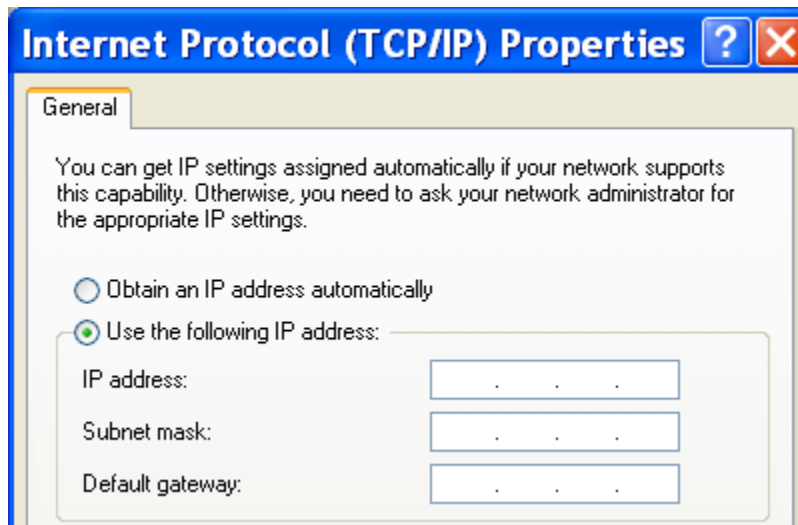 Internet Protocol (TCP/IP) Properties
General
You can get IP settings assigned automatically if your network supports
this capability. Otherwise, you need to ask your network administrator for
the appropriate IP settings.
Obtain an IP address automatically
Use the following IP address:
IP address: . . .
Subnet mask: . . .
Default gateway: . . .